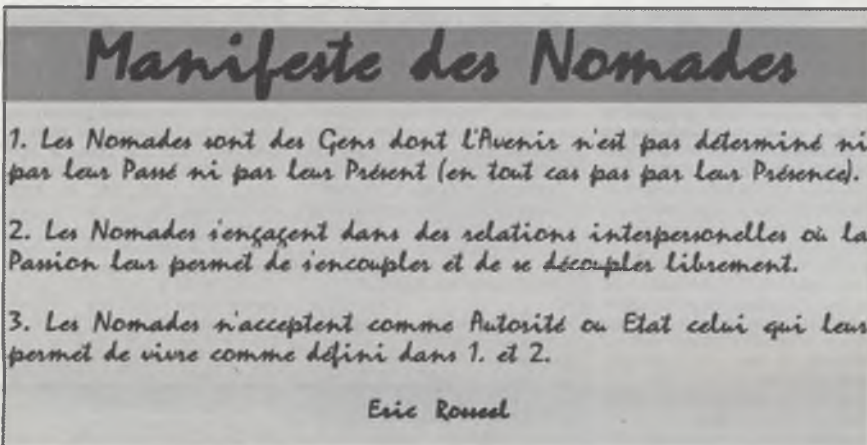 Manifeste des Nomades
1. Les Nomades sont des Gens dont l'Avenir n'est pas déterminé ni
par leur Passé ni par leur Présent (en tout cas pas par leur Présence).
2. Les Nomades s'engagent dans des relations interpersonelles où la
Passion leur permet de s'encoupler et de se découpler librement.
3. Les Nomades n'acceptent comme Autorité ou Etat celui qui leur
permet de vivre comme défini dans 1. et 2.
Eric Rosseel